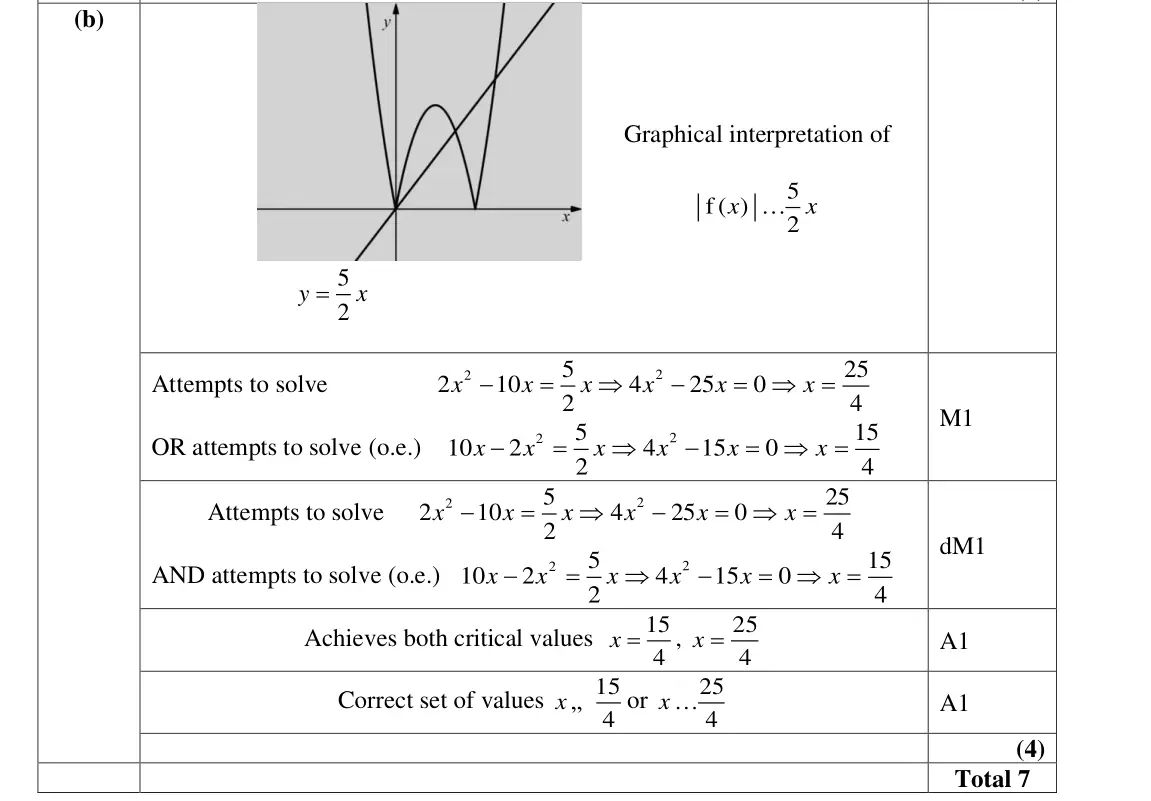 (b)
y
x
Graphical interpretation of
|f(x)|…5/2 x
y = 5/2 x
Attempts to solve 2x² − 10x = 5/2 x ⇒ 4x² − 25x = 0 ⇒ x = 25/4
OR attempts to solve (o.e.) 10x − 2x² = 5/2 x ⇒ 4x² − 15x = 0 ⇒ x = 15/4
M1
Attempts to solve 2x² − 10x = 5/2 x ⇒ 4x² − 25x = 0 ⇒ x = 25/4
AND attempts to solve (o.e.) 10x − 2x² = 5/2 x ⇒ 4x² − 15x = 0 ⇒ x = 15/4
dM1
Achieves both critical values x = 15/4 , x = 25/4
A1
Correct set of values x ,, 15/4 or x … 25/4
A1
(4)
Total 7